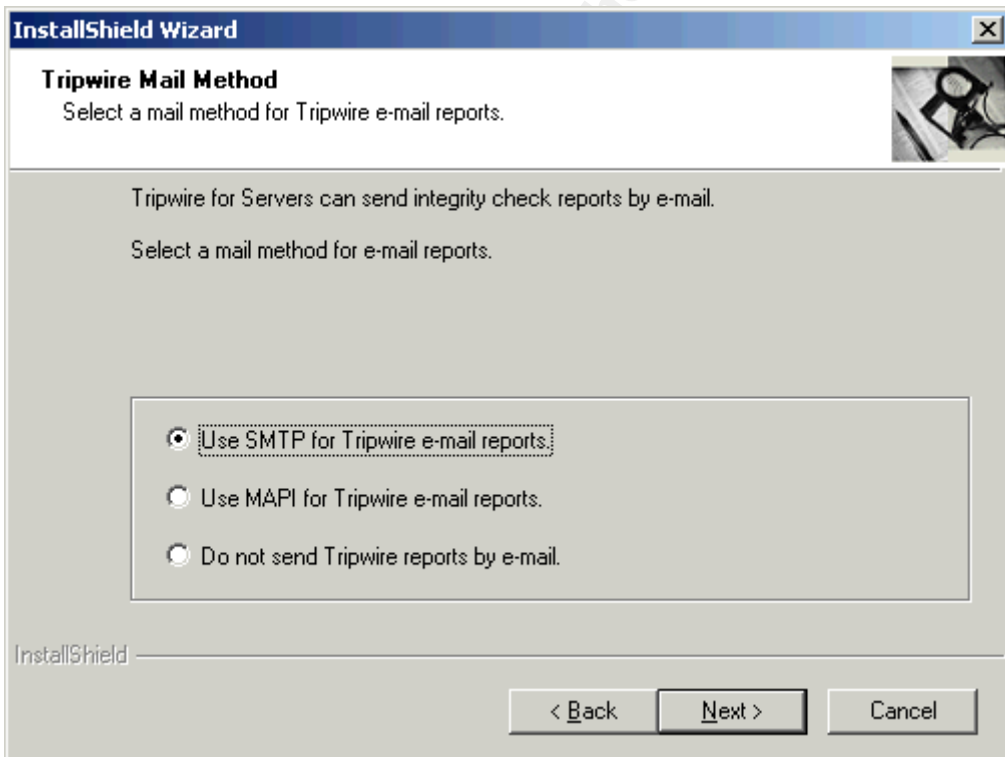 InstallShield Wizard
Tripwire Mail Method
Select a mail method for Tripwire e-mail reports.
Tripwire for Servers can send integrity check reports by e-mail.
Select a mail method for e-mail reports.
Use SMTP for Tripwire e-mail reports.
Use MAPI for Tripwire e-mail reports.
Do not send Tripwire reports by e-mail.
InstallShield
< Back
Next >
Cancel